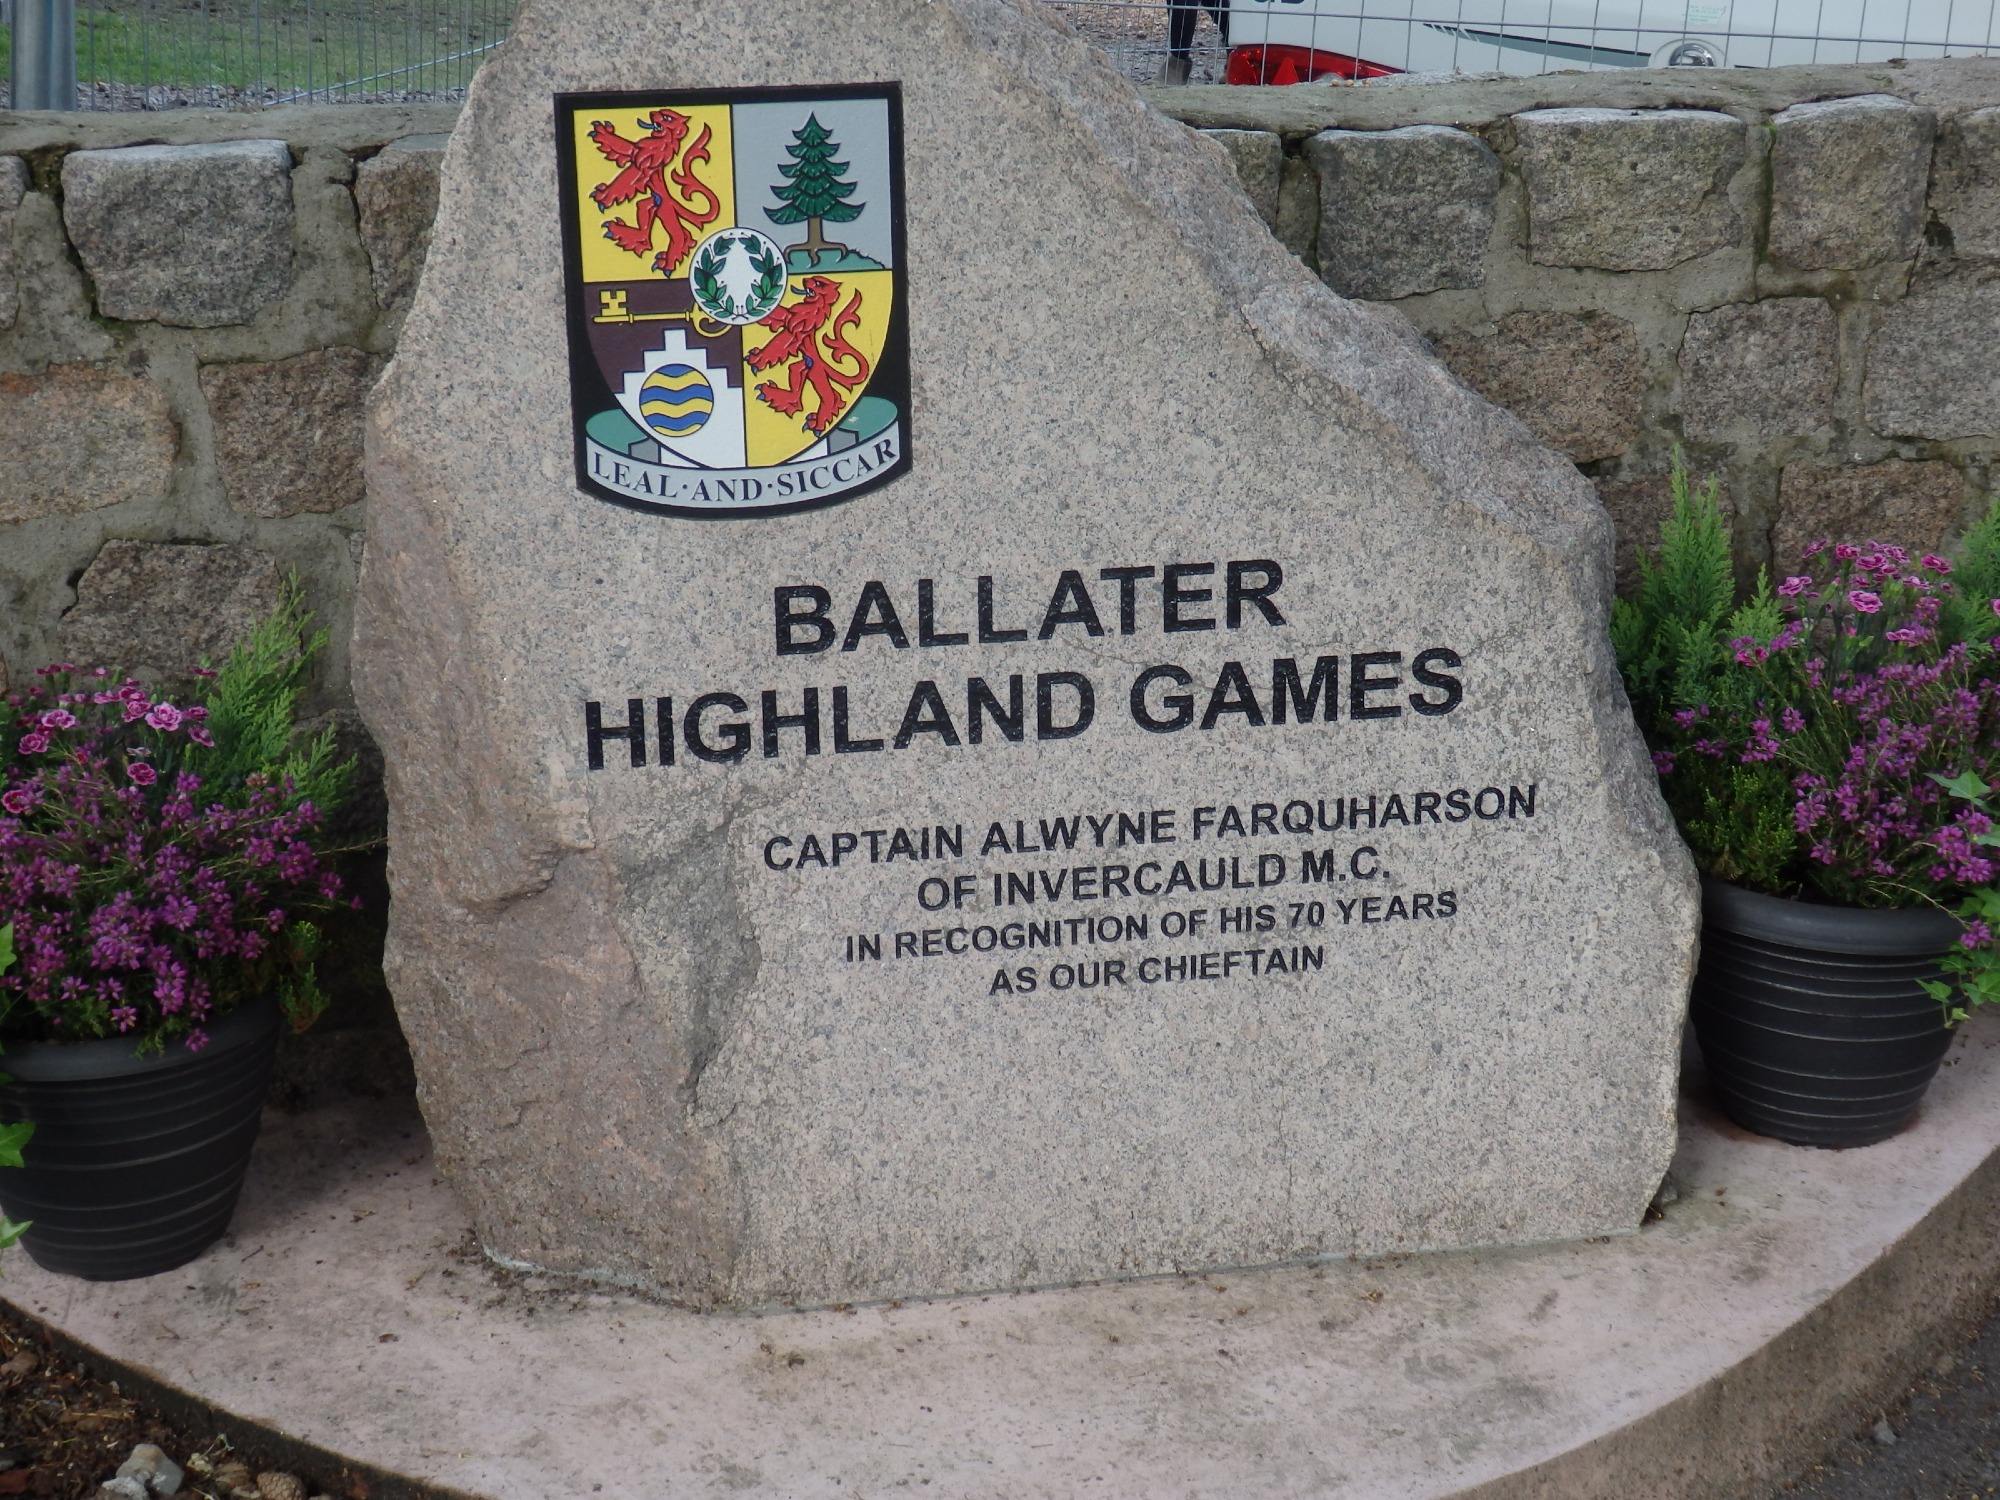 LEAL·AND·SICCAR
BALLATER
HIGHLAND GAMES
CAPTAIN ALWYNE FARQUHARSON
OF INVERCAULD M.C.
IN RECOGNITION OF HIS 70 YEARS
AS OUR CHIEFTAIN